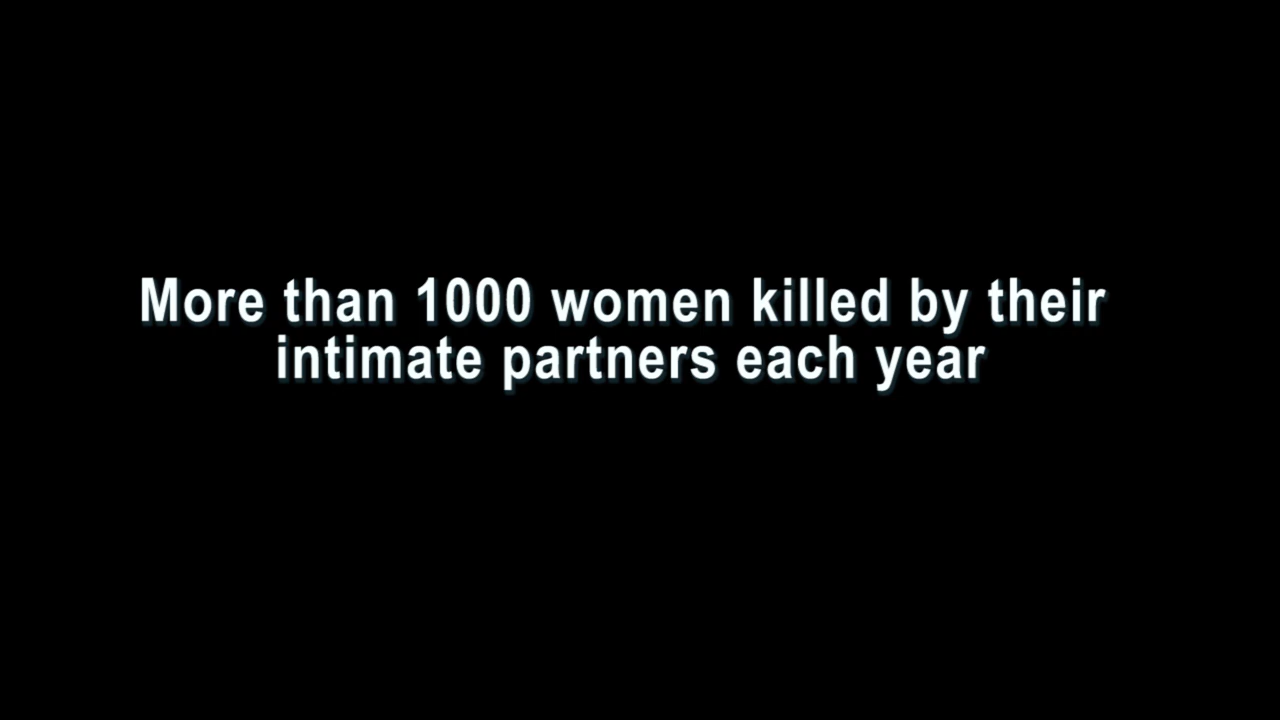 More than 1000 women killed by their
intimate partners each year